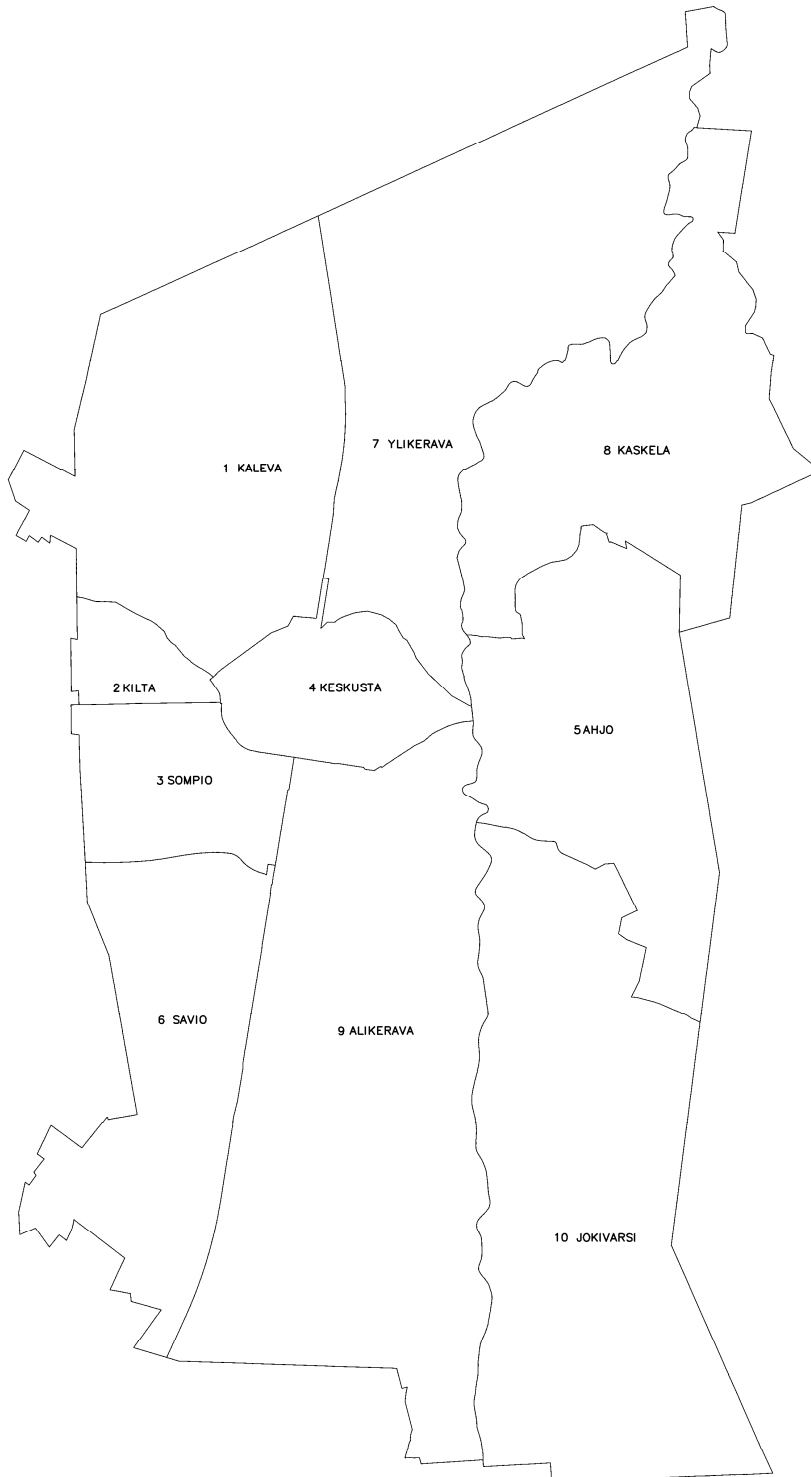 7 YLIKERAVA
8 KASKELA
1 KALEVA
2 KILTA
4 KESKUSTA
5 AHJO
3 SOMPIO
6 SAVIO
9 ALIKERAVA
10 JOKIVARSI